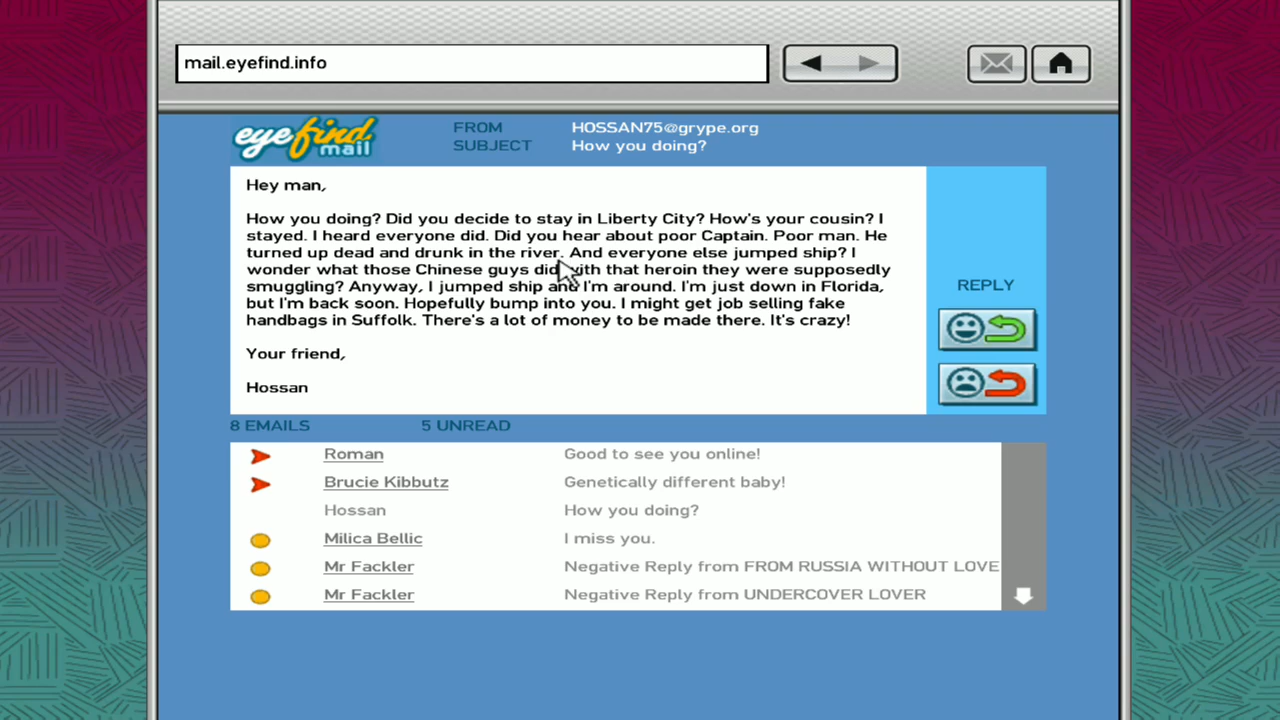 mail.eyefind.info
eyefind mail
FROM HOSSAN75@grype.org
SUBJECT How you doing?
Hey man,
How you doing? Did you decide to stay in Liberty City? How's your cousin? I
stayed. I heard everyone did. Did you hear about poor Captain. Poor man. He
turned up dead and drunk in the river. And everyone else jumped ship? I
wonder what those Chinese guys did with that heroin they were supposedly
smuggling? Anyway, I jumped ship and I'm around. I'm just down in Florida,
but I'm back soon. Hopefully bump into you. I might get job selling fake
handbags in Suffolk. There's a lot of money to be made there. It's crazy!
Your friend,
Hossan
REPLY
8 EMAILS 5 UNREAD
Roman Good to see you online!
Brucie Kibbutz Genetically different baby!
Hossan How you doing?
Milica Bellic I miss you.
Mr Fackler Negative Reply from FROM RUSSIA WITHOUT LOVE
Mr Fackler Negative Reply from UNDERCOVER LOVER